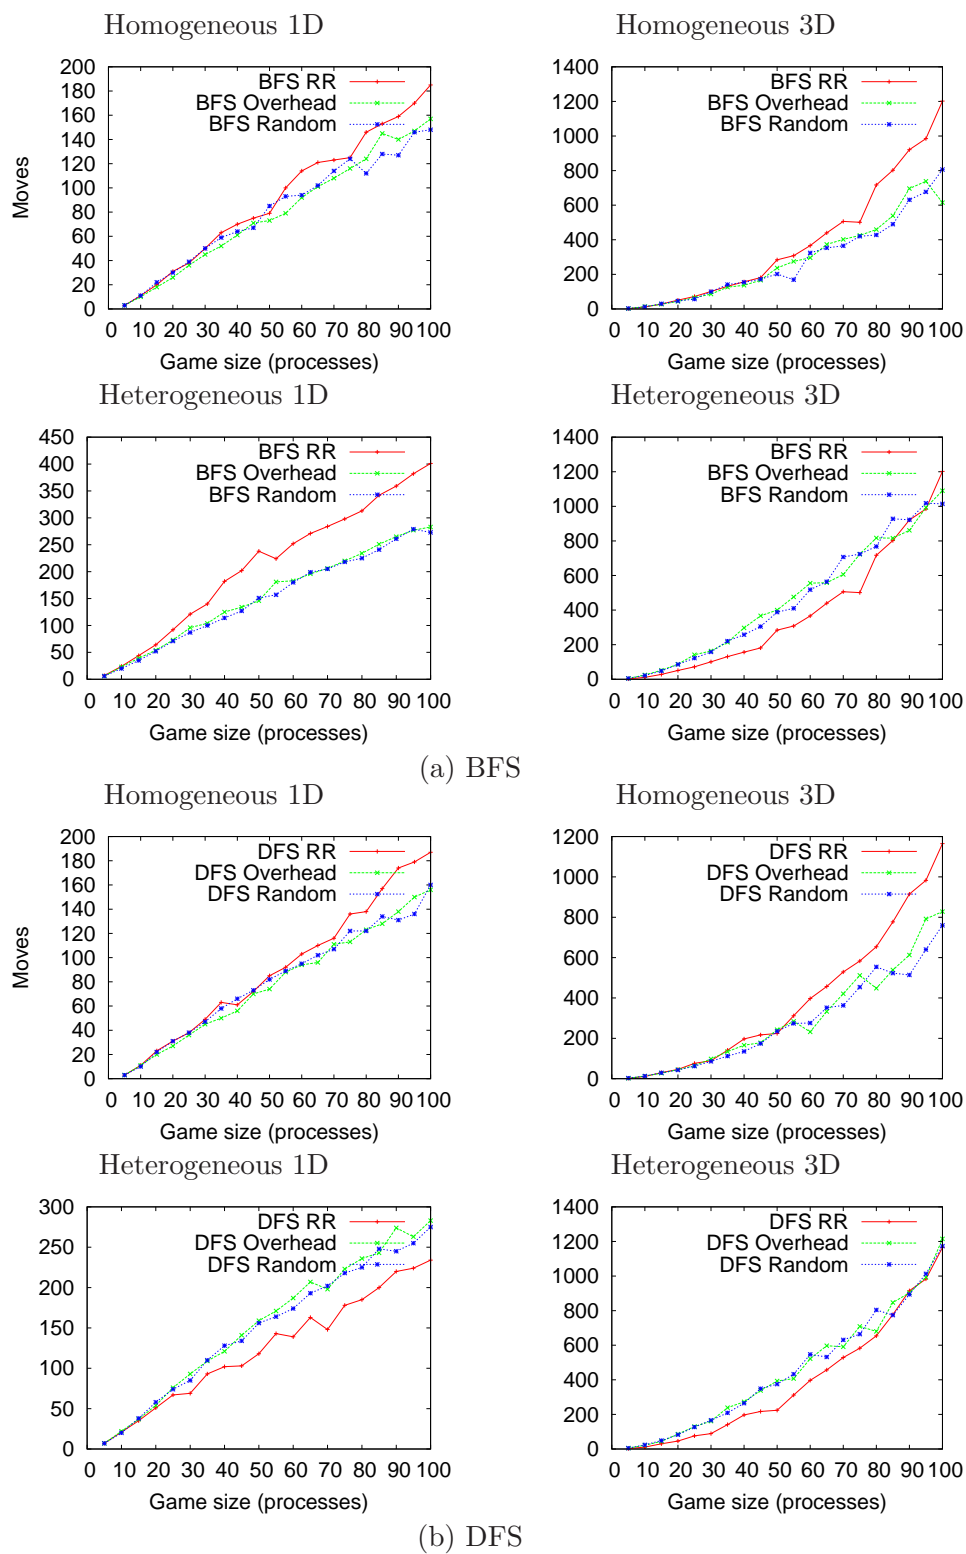 Homogeneous 1D
Homogeneous 3D
Moves
200
180
160
140
120
100
80
60
40
20
0
BFS RR
BFS Overhead
BFS Random
0 10 20 30 40 50 60 70 80 90 100
Game size (processes)
1400
1200
1000
800
600
400
200
0
BFS RR
BFS Overhead
BFS Random
0 10 20 30 40 50 60 70 80 90 100
Game size (processes)
Heterogeneous 1D
Heterogeneous 3D
450
400
350
300
250
200
150
100
50
0
BFS RR
BFS Overhead
BFS Random
0 10 20 30 40 50 60 70 80 90 100
Game size (processes)
1400
1200
1000
800
600
400
200
0
BFS RR
BFS Overhead
BFS Random
0 10 20 30 40 50 60 70 80 90 100
Game size (processes)
(a) BFS
Homogeneous 1D
Homogeneous 3D
Moves
200
180
160
140
120
100
80
60
40
20
0
DFS RR
DFS Overhead
DFS Random
0 10 20 30 40 50 60 70 80 90 100
Game size (processes)
1200
1000
800
600
400
200
0
DFS RR
DFS Overhead
DFS Random
0 10 20 30 40 50 60 70 80 90 100
Game size (processes)
Heterogeneous 1D
Heterogeneous 3D
300
250
200
150
100
50
0
DFS RR
DFS Overhead
DFS Random
0 10 20 30 40 50 60 70 80 90 100
Game size (processes)
1400
1200
1000
800
600
400
200
0
DFS RR
DFS Overhead
DFS Random
0 10 20 30 40 50 60 70 80 90 100
Game size (processes)
(b) DFS